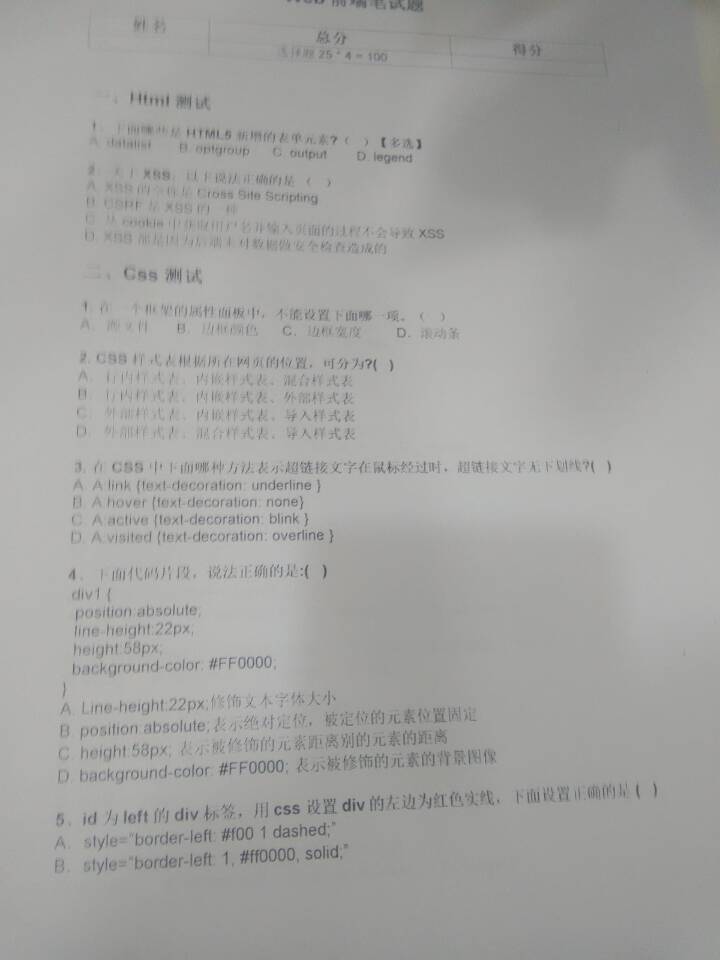 Web 前端笔试题
姓名 总分 得分
选择题 25 * 4 = 100
一、Html 测试
1. 下面哪些是 HTML5 新增的表单元素?（ ）【多选】
A. datalist B. optgroup C. output D. legend
2. 关于 XSS，以下说法正确的是（ ）
A. XSS 的全称是 Cross Site Scripting
B. CSRF 是 XSS 的一种
C. 从 cookie 中获取用户名并输入页面的过程不会导致 XSS
D. XSS 都是因为后端未对数据做安全检查造成的
二、Css 测试
1. 在一个框架的属性面板中，不能设置下面哪一项。（ ）
A. 源文件 B. 边框颜色 C. 边框宽度 D. 滚动条
2. CSS 样式表根据所在网页的位置，可分为?( )
A. 行内样式表、内嵌样式表、混合样式表
B. 行内样式表、内嵌样式表、外部样式表
C. 外部样式表、内嵌样式表、导入样式表
D. 外部样式表、混合样式表、导入样式表
3. 在 CSS 中下面哪种方法表示超链接文字在鼠标经过时，超链接文字无下划线?( )
A. A:link {text-decoration: underline }
B. A:hover {text-decoration: none}
C. A:active {text-decoration: blink }
D. A:visited {text-decoration: overline }
4. 下面代码片段，说法正确的是:( )
div1 {
position:absolute;
line-height:22px;
height:58px;
background-color: #FF0000;
}
A. Line-height:22px;修饰文本字体大小
B. position:absolute;表示绝对定位，被定位的元素位置固定
C. height:58px; 表示被修饰的元素距离别的元素的距离
D. background-color: #FF0000; 表示被修饰的元素的背景图像
5. id 为 left 的 div 标签，用 css 设置 div 的左边为红色实线，下面设置正确的是 ( )
A. style="border-left: #f00 1 dashed;"
B. style="border-left: 1, #ff0000, solid;"